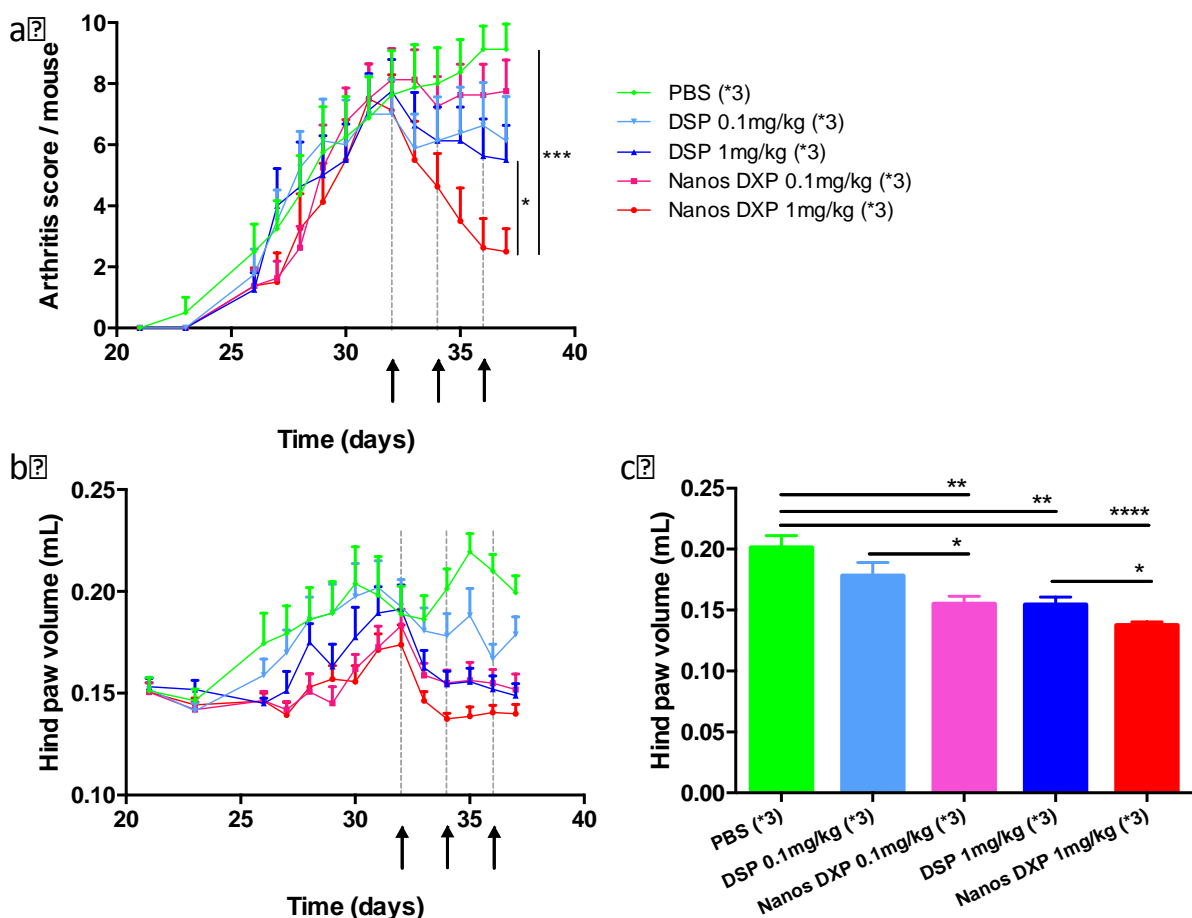 a
10
8
6
4
2
0
Arthritis score / mouse
20
25
30
35
40
Time (days)
***
*
PBS (*3)
DSP 0.1mg/kg (*3)
DSP 1mg/kg (*3)
Nanos DXP 0.1mg/kg (*3)
Nanos DXP 1mg/kg (*3)
b
0.25
0.20
0.15
0.10
Hind paw volume (mL)
20
25
30
35
40
Time (days)
c
0.25
0.20
0.15
0.10
0.05
0.00
Hind paw volume (mL)
**
**
****
*
*
PBS (*3)
DSP 0.1mg/kg (*3)
Nanos DXP 0.1mg/kg (*3)
DSP 1mg/kg (*3)
Nanos DXP 1mg/kg (*3)